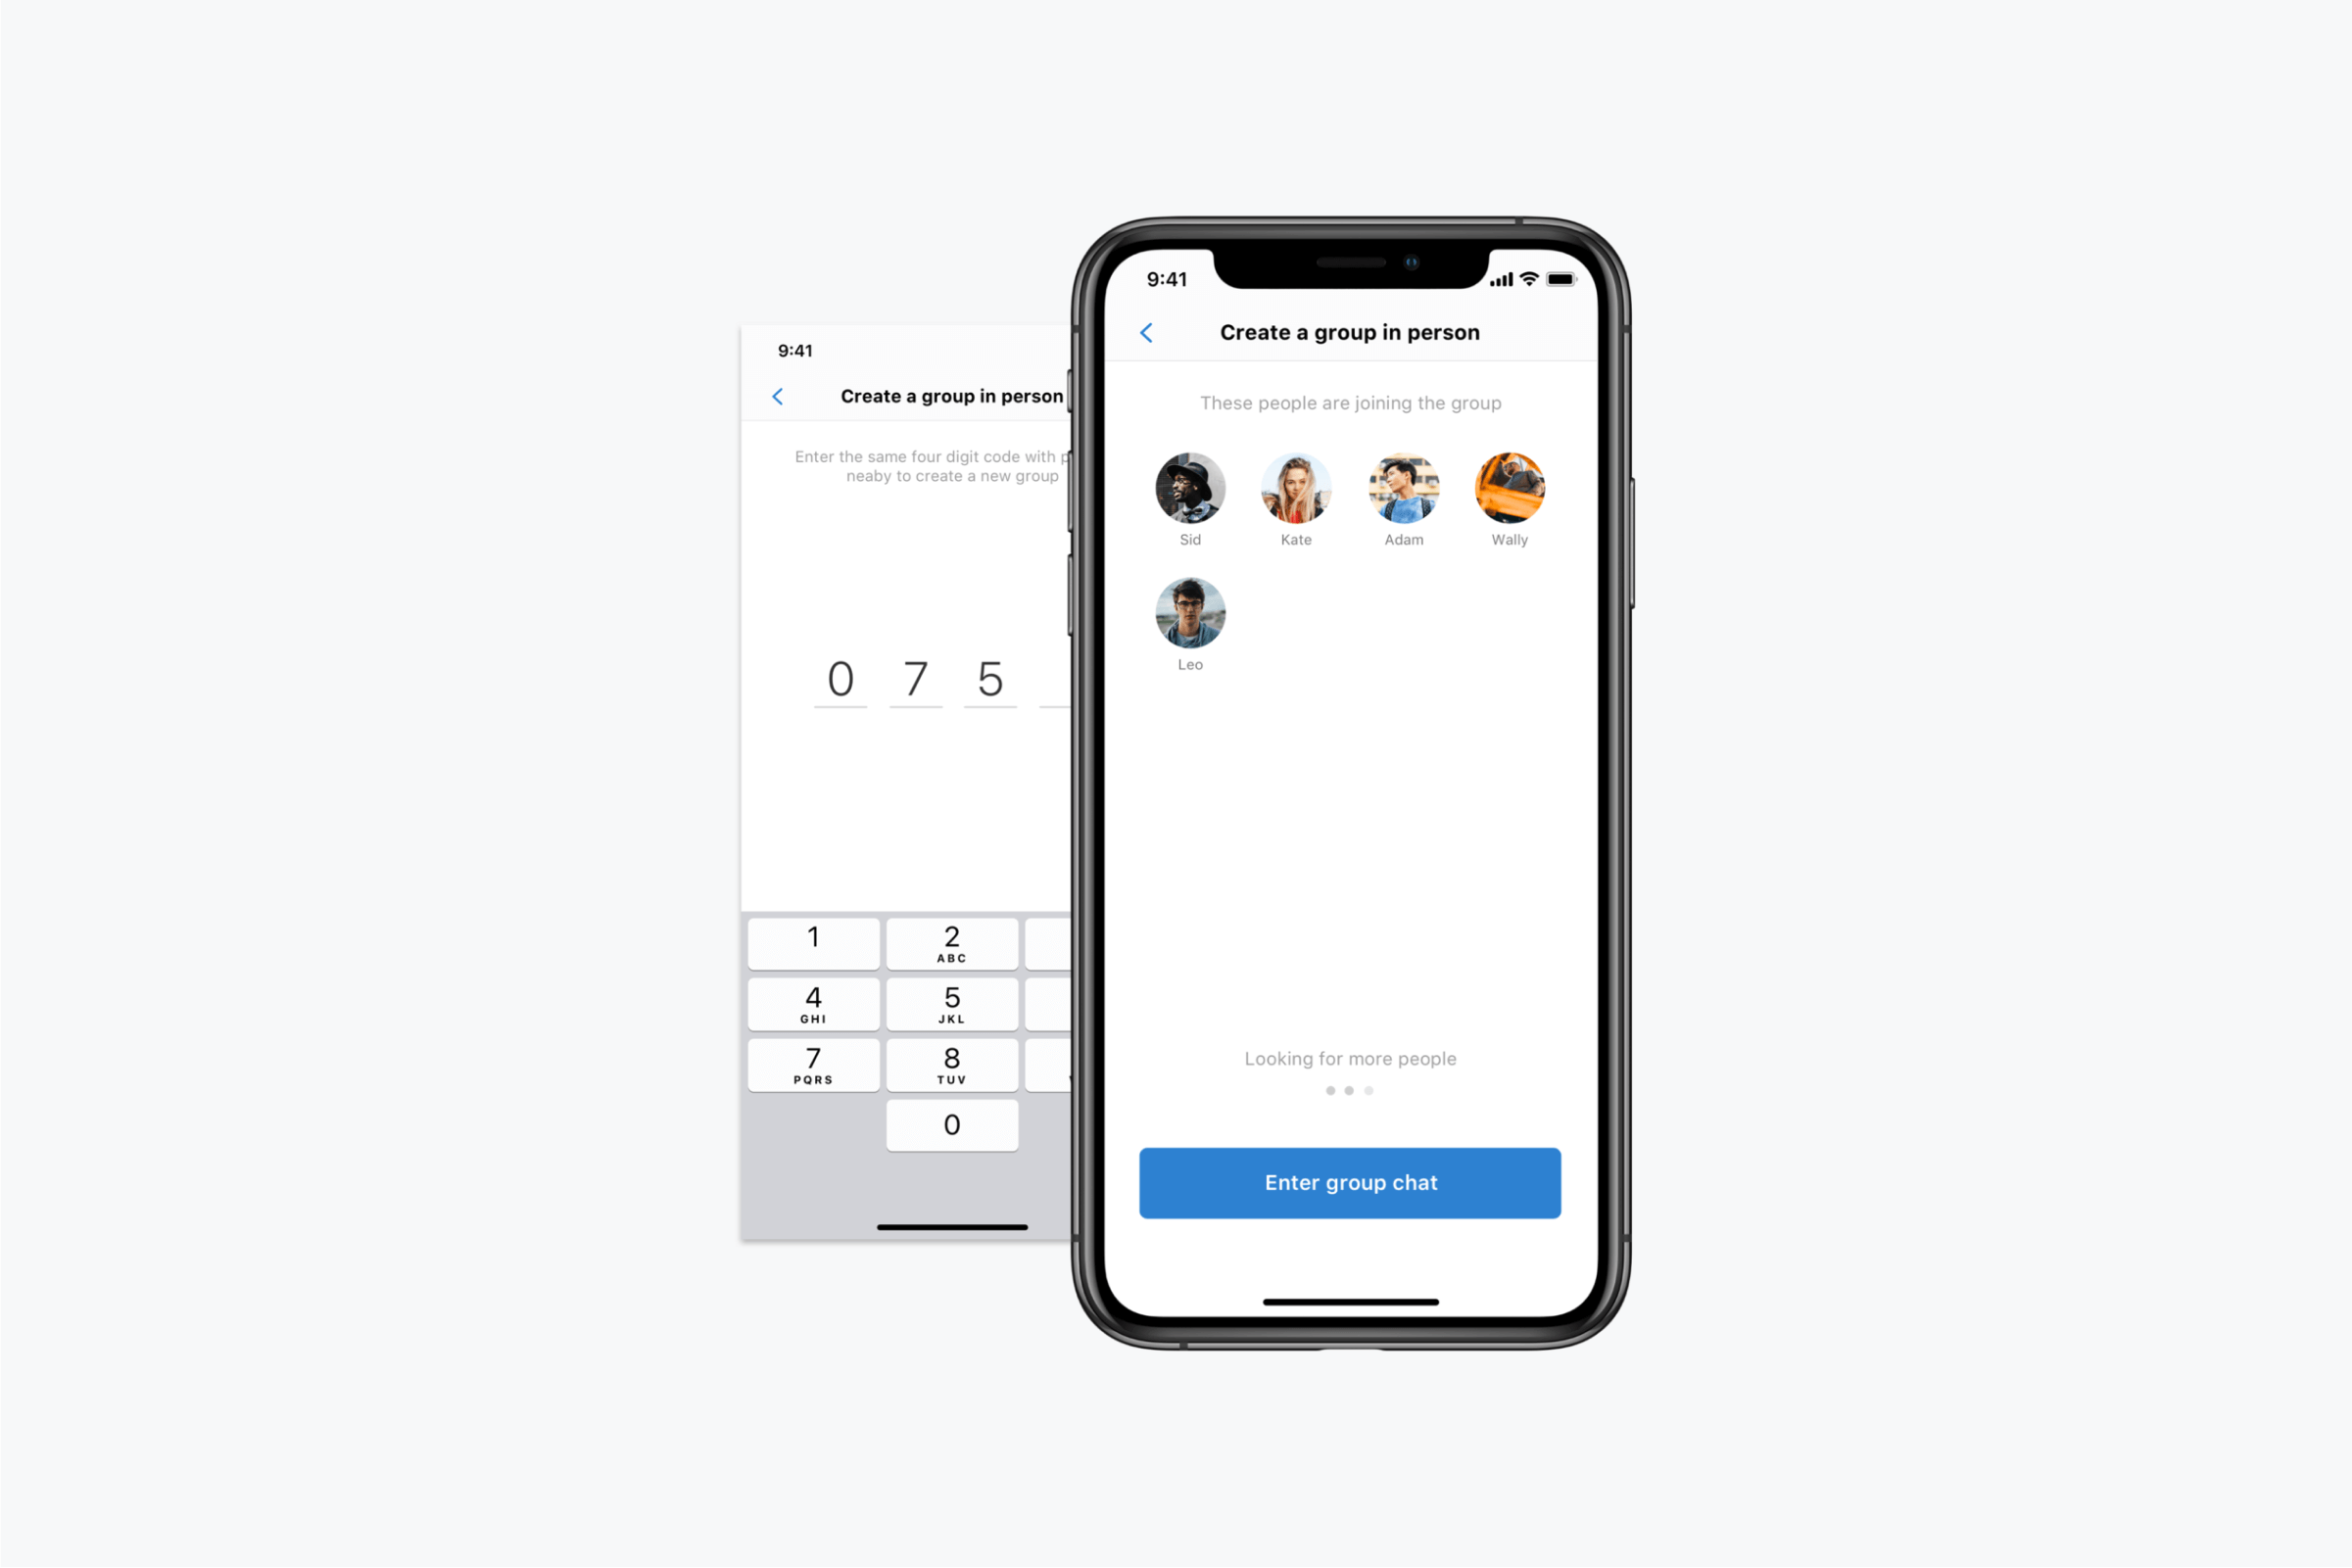 9:41
Create a group in person
Enter the same four digit code with
neaby to create a new group
0 7 5
1
2
ABC
4
GHI
5
JKL
7
PQRS
8
TUV
0
9:41
Create a group in person
These people are joining the group
Sid
Kate
Adam
Wally
Leo
Looking for more people
Enter group chat